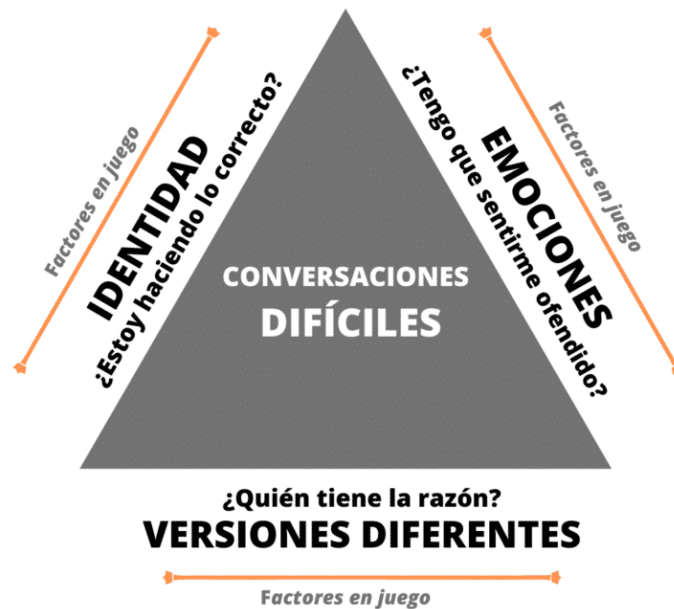 Factores en juego
IDENTIDAD
¿Estoy haciendo lo correcto?
CONVERSACIONES
DIFÍCILES
¿Tengo que sentirme ofendido?
EMOCIONES
Factores en juego
¿Quién tiene la razón?
VERSIONES DIFERENTES
Factores en juego